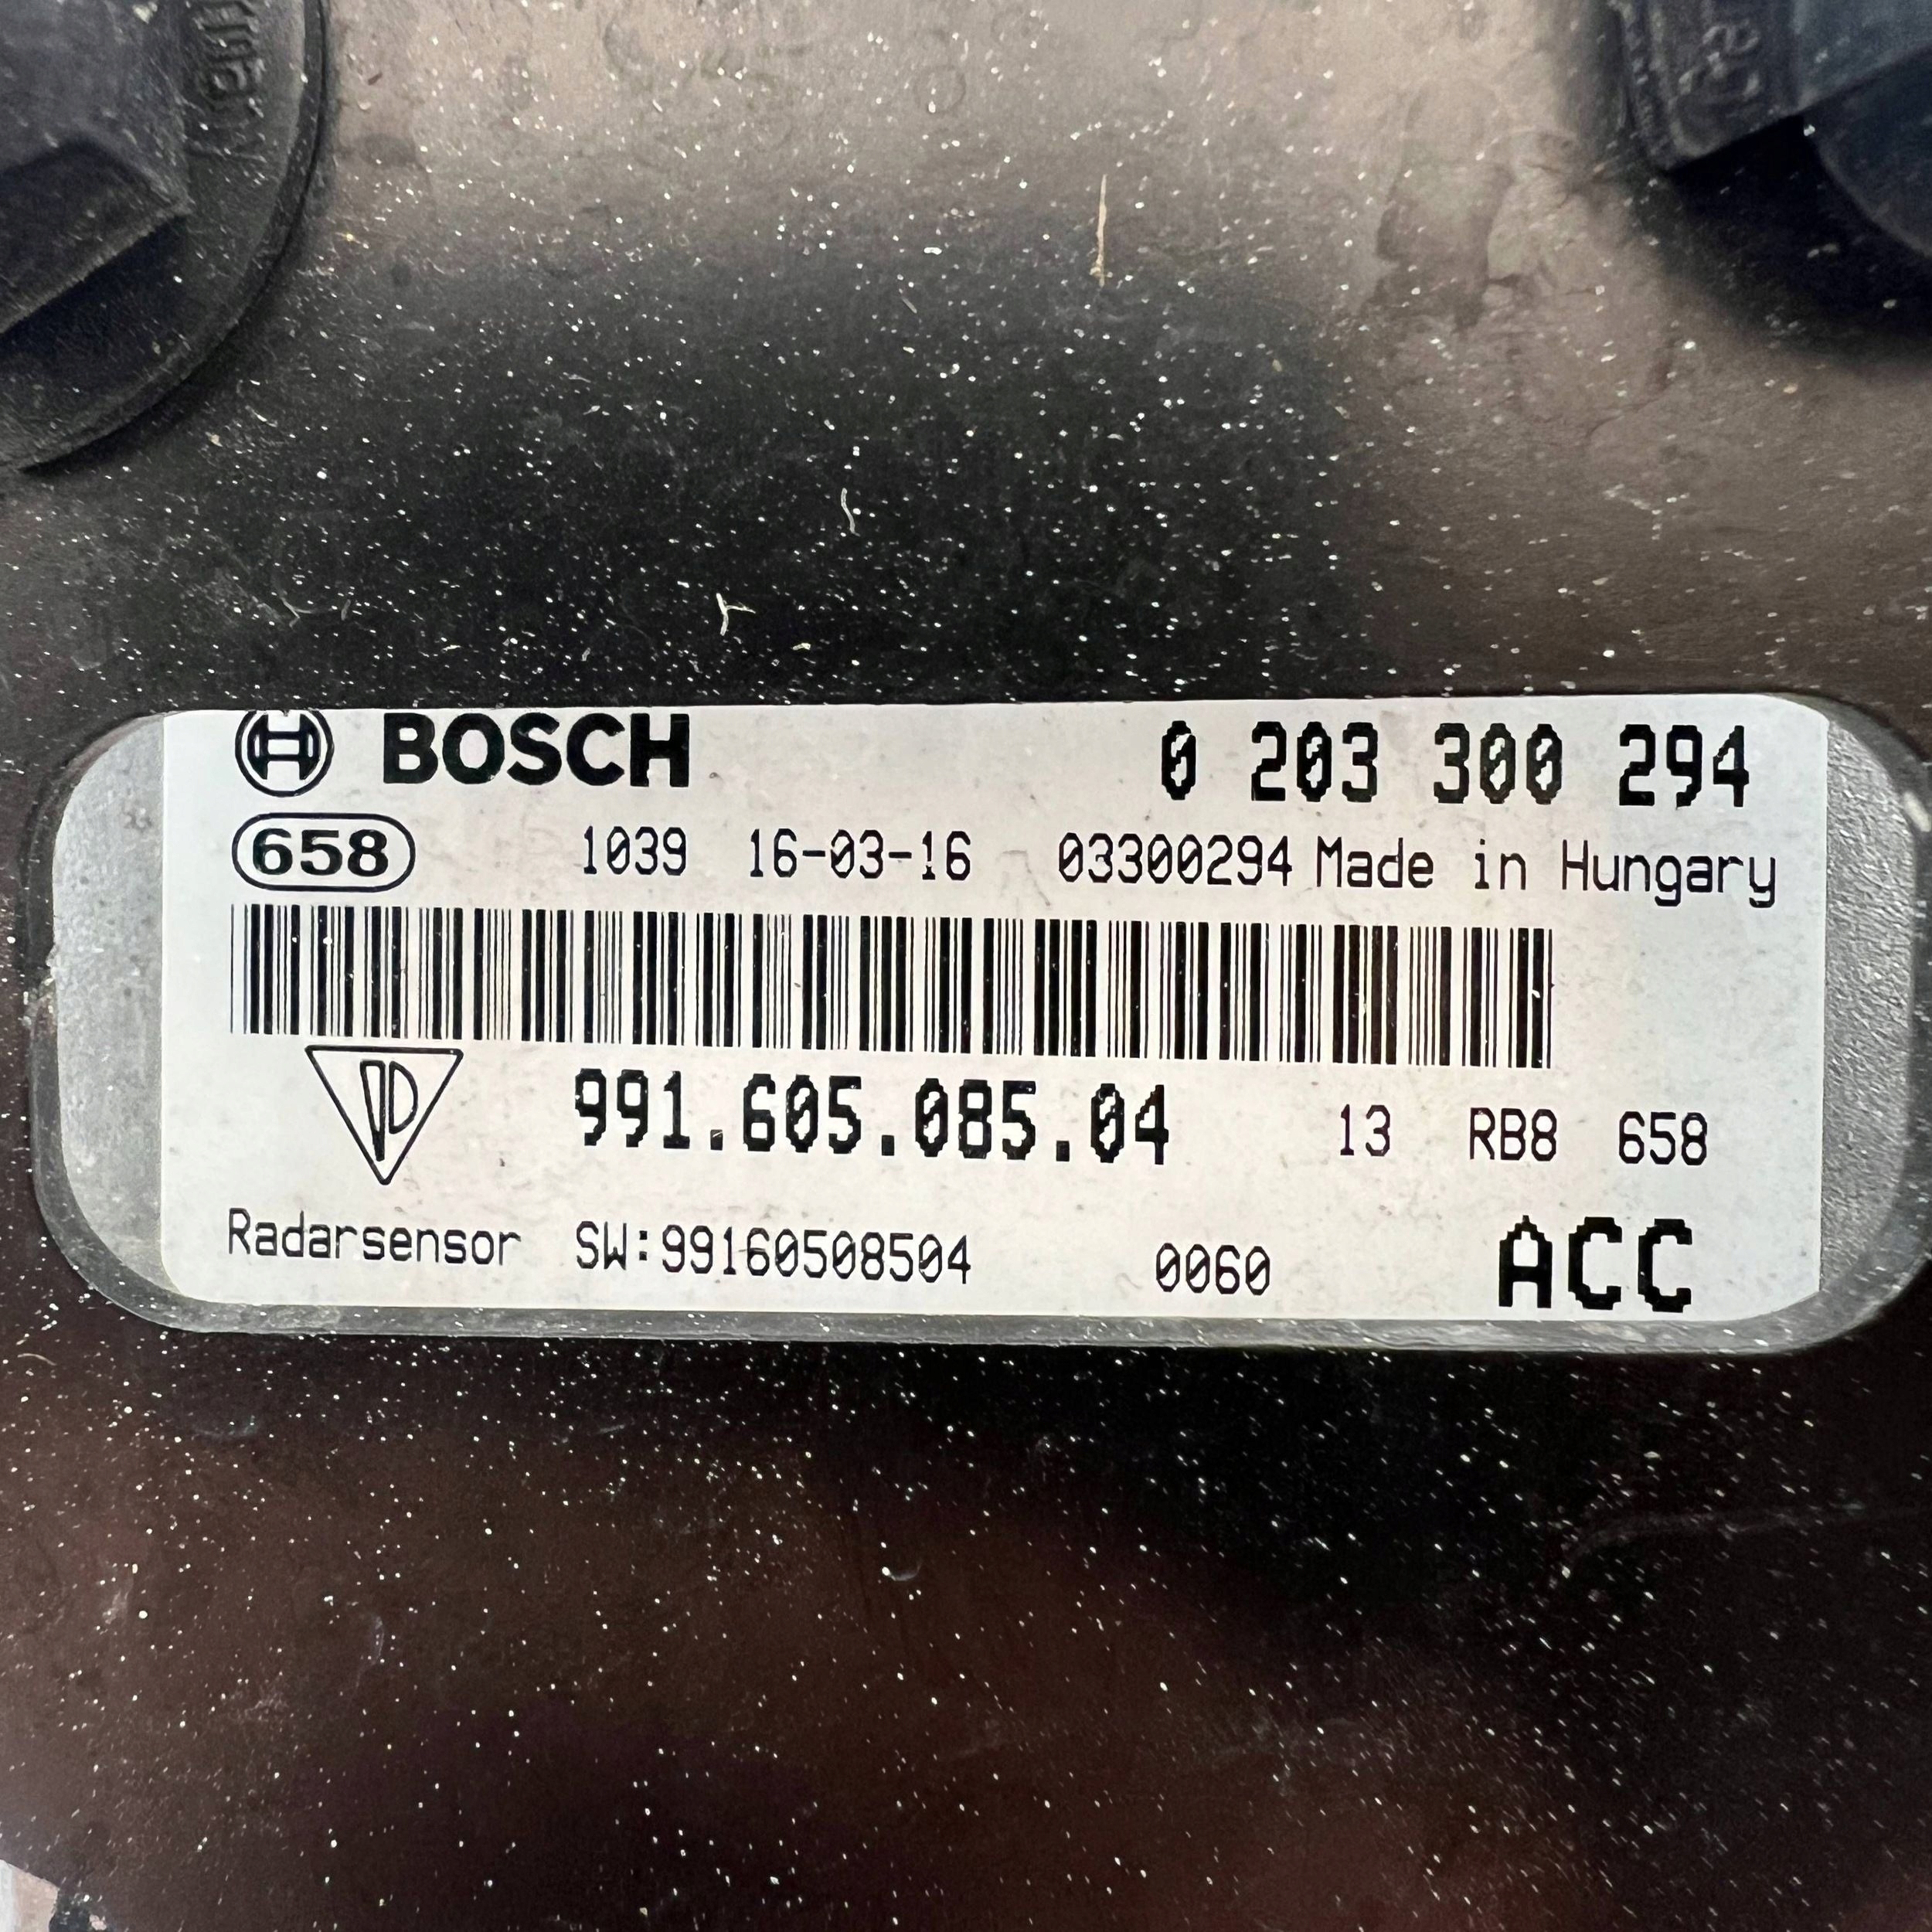 BOSCH 0 203 300 294
658 1039 16-03-16 03300294 Made in Hungary
991.605.085.04 13 RB8 658
Radarsensor SW:99160508504 0060 ACC